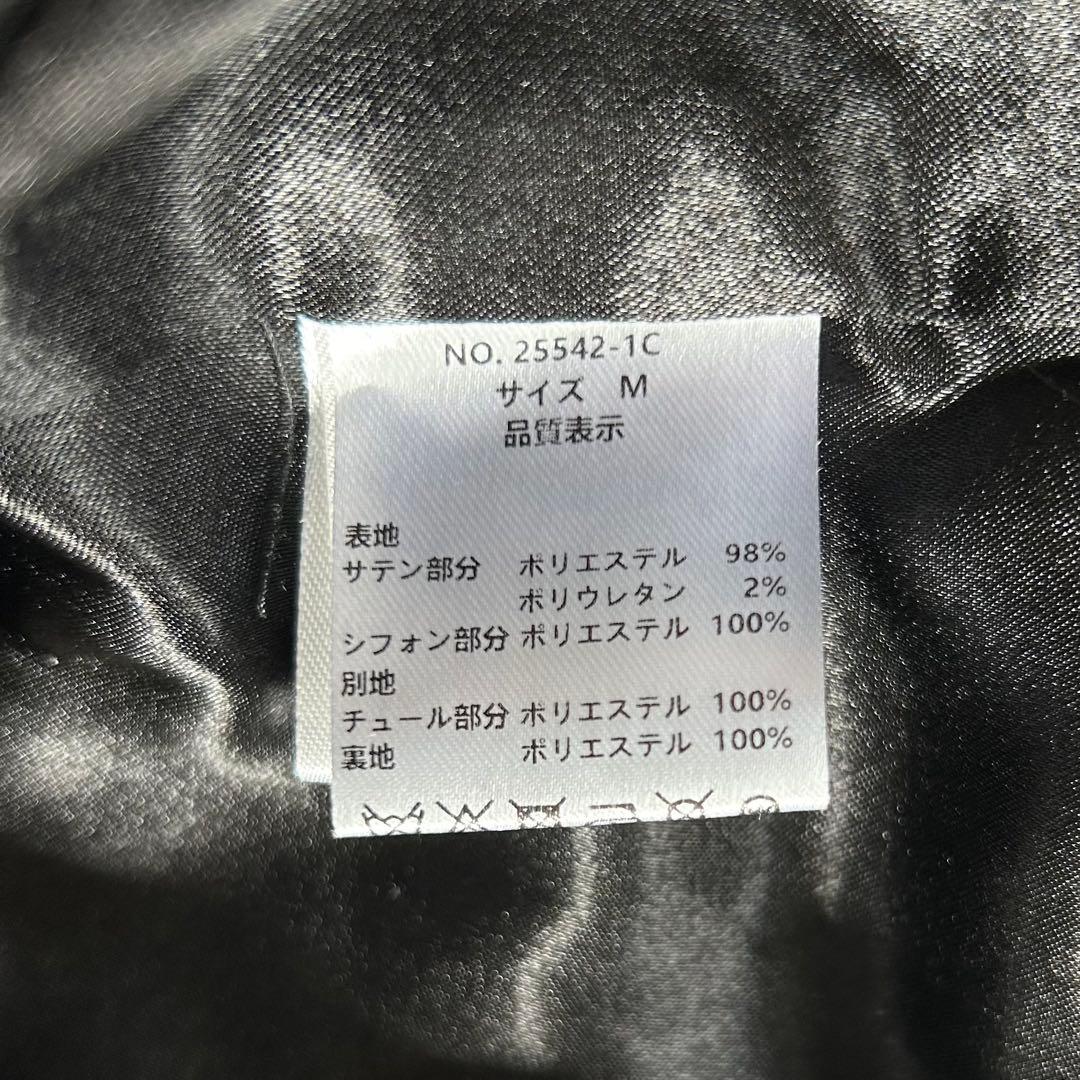 NO. 25542-1C
サイズ M
品質表示
表地
サテン部分 ポリエステル 98%
ポリウレタン 2%
シフォン部分 ポリエステル 100%
別地
チュール部分 ポリエステル 100%
裏地 ポリエステル 100%